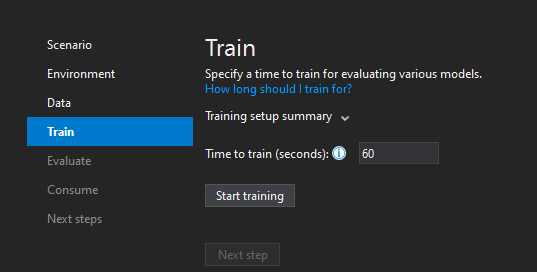 Scenario
Environment
Data
Train
Evaluate
Consume
Next steps
Train
Specify a time to train for evaluating various models.
How long should I train for?
Training setup summary
Time to train (seconds): 60
Start training
Next step